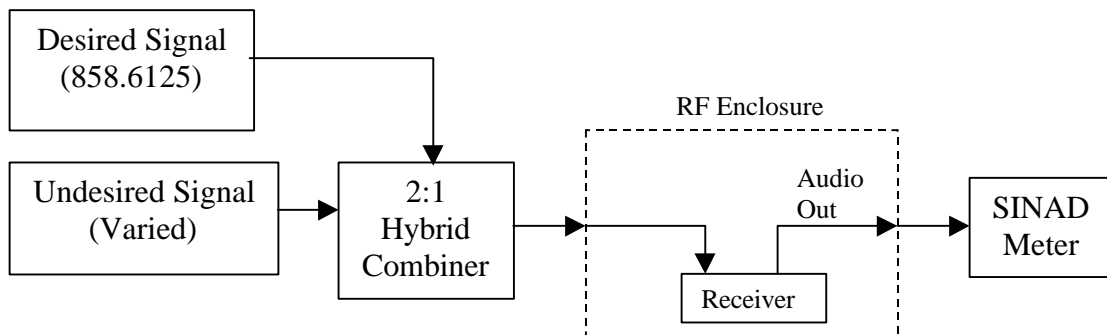 Desired Signal
(858.6125)
Undesired Signal
(Varied)
2:1
Hybrid
Combiner
RF Enclosure
Audio
Out
Receiver
SINAD
Meter